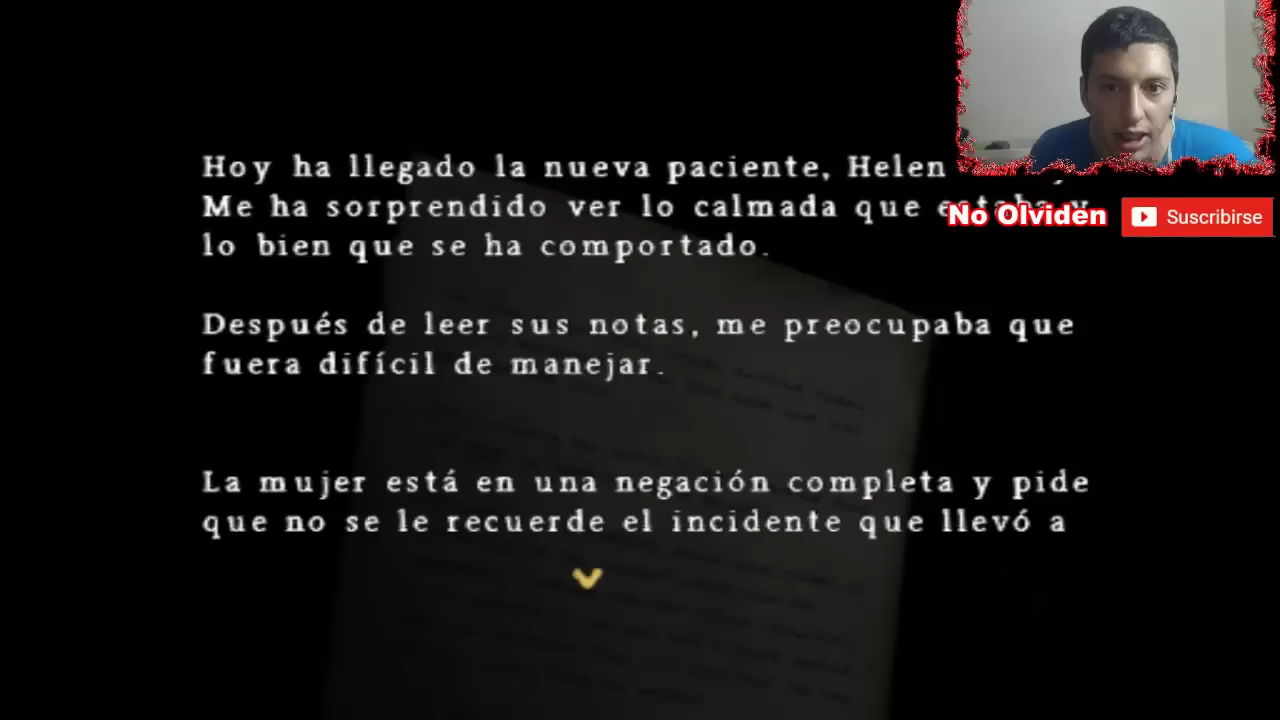 Hoy ha llegado la nueva paciente, Helen
Me ha sorprendido ver lo calmada que y
lo bien que se ha comportado.
Después de leer sus notas, me preocupaba que
fuera difícil de manejar.
La mujer está en una negación completa y pide
que no se le recuerde el incidente que llevó a
No Olviden
Suscribirse